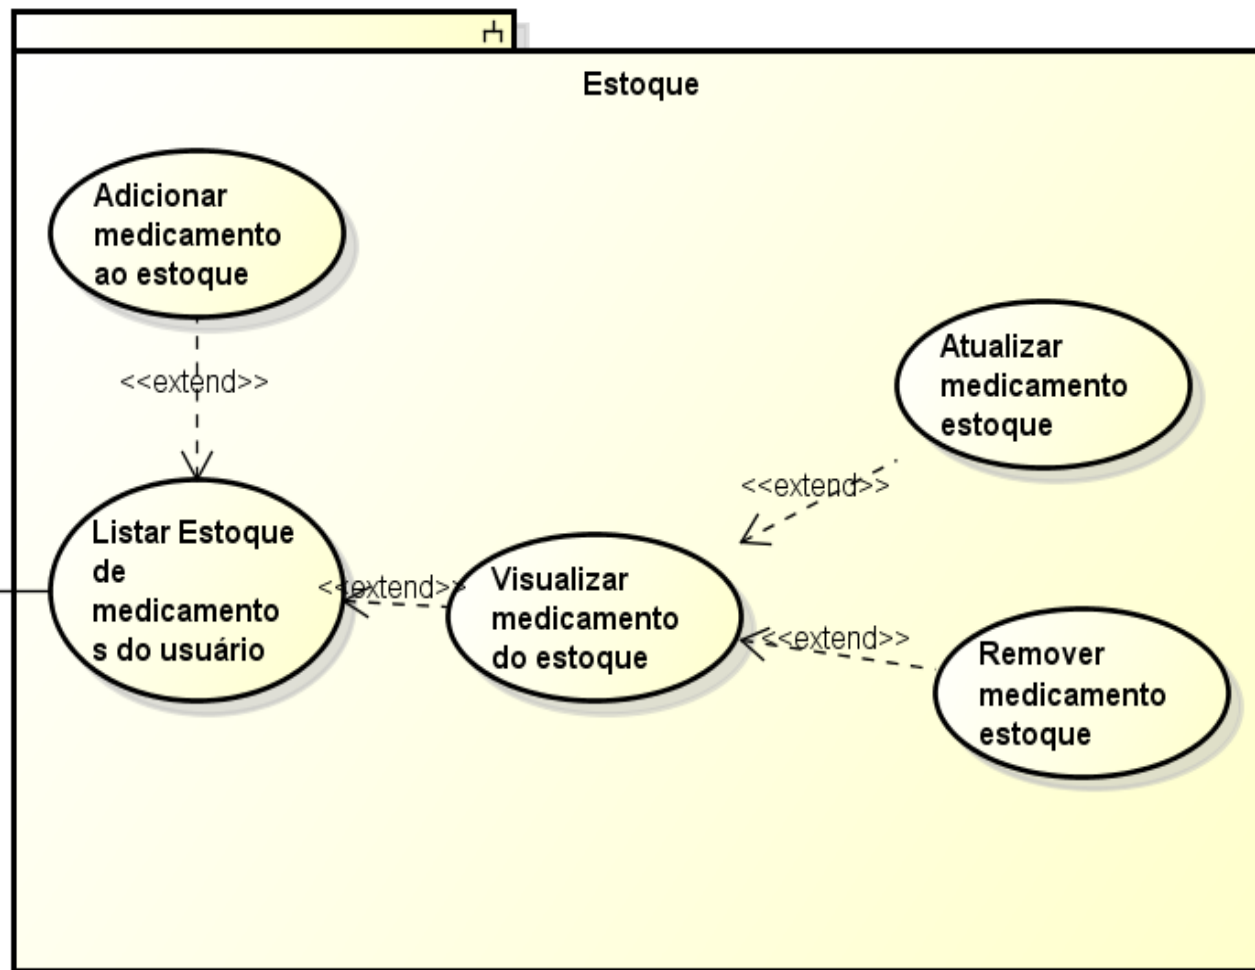 Estoque
Adicionar
medicamento
ao estoque
<<extend>>
Listar Estoque
de
medicamento
s do usuário
<<extend>>
Visualizar
medicamento
do estoque
<<extend>>
Atualizar
medicamento
estoque
<<extend>>
Remover
medicamento
estoque